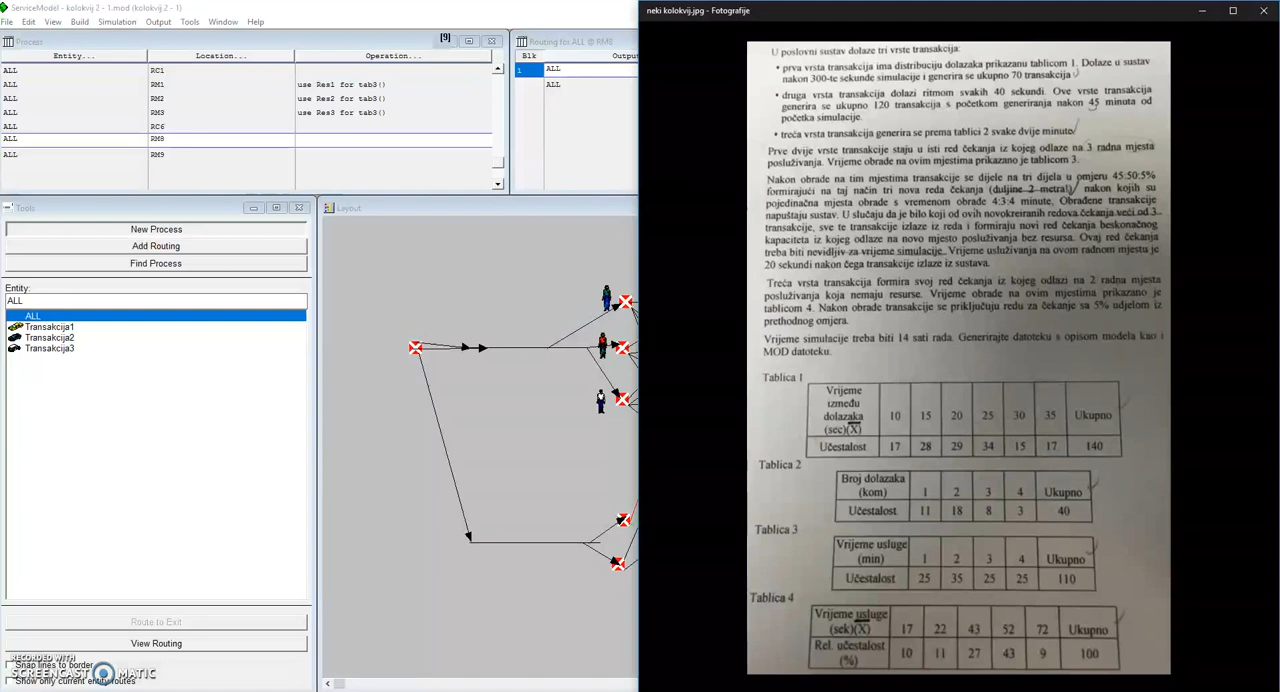 ServiceModel - kolokvij 2 - 1.mod (kolokvij.2 - 1)
File Edit View Build Simulation Output Tools Window Help
Process
[9]
Entity... Location... Operation...
ALL RC1
ALL RM1 use Res1 for tab3()
ALL RM2 use Res2 for tab3()
ALL RM3 use Res3 for tab3()
ALL RC6
ALL RM8
ALL RM9
Routing for ALL @ RM8
Blk Outpu
1 ALL
ALL
Tools
New Process
Add Routing
Find Process
Entity:
ALL
ALL
Transakcija1
Transakcija2
Transakcija3
Route to Exit
View Routing
Snap lines to border
Show only current entity routes
RECORDED WITH
SCREENCAST MATIC
Layout
neki kolokvij.jpg - Fotografije
U poslovni sustav dolaze tri vrste transakcija:
• prva vrsta transakcija ima distribuciju dolazaka prikazanu tablicom 1. Dolaze u sustav
nakon 300-te sekunde simulacije i generira se ukupno 70 transakcija
• druga vrsta transakcija dolazi ritmom svakih 40 sekundi. Ove vrste transakcija
generira se ukupno 120 transakcija s početkom generiranja nakon 45 minuta od
početka simulacije.
• treća vrsta transakcija generira se prema tablici 2 svake dvije minute
Prve dvije vrste transakcije staju u isti red čekanja iz kojeg odlaze na 3 radna mjesta
posluživanja. Vrijeme obrade na ovim mjestima prikazano je tablicom 3.
Nakon obrade na tim mjestima transakcije se dijele na tri dijela u omjeru 45:50:5%
formirajući na taj način tri nova reda čekanja (duljine 2 metra!) nakon kojih su
pojedinačna mjesta obrade s vremenom obrade 4:3:4 minute. Obrađene transakcije
napuštaju sustav. U slučaju da je bilo koji od ovih novokreiranih redova čekanja veći od 3
transakcije, sve te transakcije izlaze iz reda i formiraju novi red čekanja beskonačnog
kapaciteta iz kojeg odlaze na novo mjesto posluživanja bez resursa. Ovaj red čekanja
treba biti nevidljiv za vrijeme simulacije. Vrijeme usluživanja na ovom radnom mjestu je
20 sekundi nakon čega transakcije izlaze iz sustava.
Treća vrsta transakcija formira svoj red čekanja iz kojeg odlazi na 2 radna mjesta
posluživanja koja nemaju resurse. Vrijeme obrade na ovim mjestima prikazano je
tablicom 4. Nakon obrade transakcije se priključuju redu za čekanje sa 5% udjelom iz
prethodnog omjera.
Vrijeme simulacije treba biti 14 sati rada. Generirajte datoteku s opisom modela kao i
MOD datoteku.
Tablica 1
Vrijeme
između
dolazaka
(sec)(X) 10 15 20 25 30 35 Ukupno
Učestalost 17 28 29 34 15 17 140
Tablica 2
Broj dolazaka
(kom) 1 2 3 4 Ukupno
Učestalost 11 18 8 3 40
Tablica 3
Vrijeme usluge
(min) 1 2 3 4 Ukupno
Učestalost 25 35 25 25 110
Tablica 4
Vrijeme usluge
(sek)(X) 17 22 43 52 72 Ukupno
Rel. učestalost
(%) 10 11 27 43 9 100